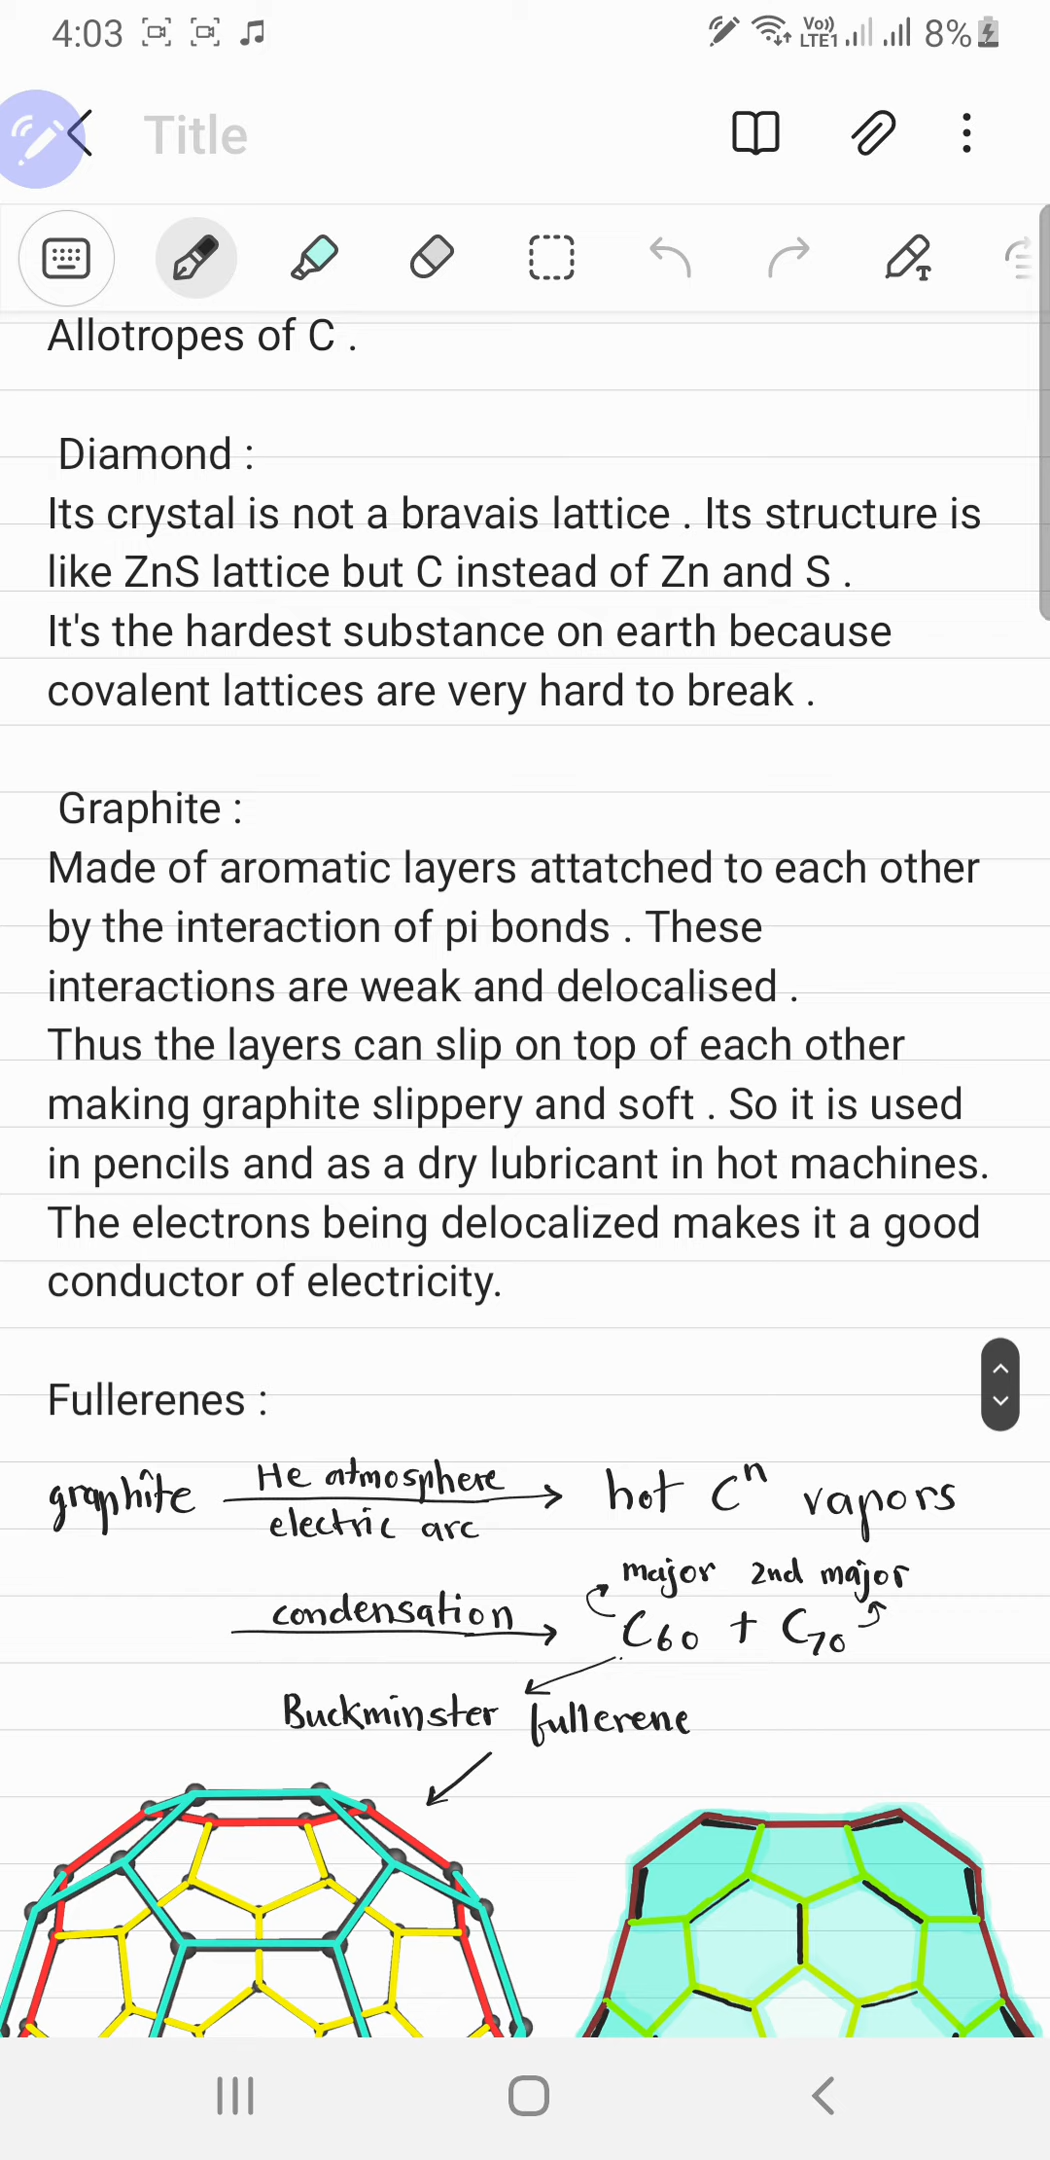 4:03 Vo)) LTE1 8%
Title
Allotropes of C .
Diamond :
Its crystal is not a bravais lattice . Its structure is
like ZnS lattice but C instead of Zn and S .
It's the hardest substance on earth because
covalent lattices are very hard to break .
Graphite :
Made of aromatic layers attatched to each other
by the interaction of pi bonds . These
interactions are weak and delocalised .
Thus the layers can slip on top of each other
making graphite slippery and soft . So it is used
in pencils and as a dry lubricant in hot machines.
The electrons being delocalized makes it a good
conductor of electricity.
Fullerenes :
He atmosphere
graphite → hot Cⁿ vapors
electric arc
major 2nd major
condensation → C₆₀ + C₇₀
Buckminster fullerene